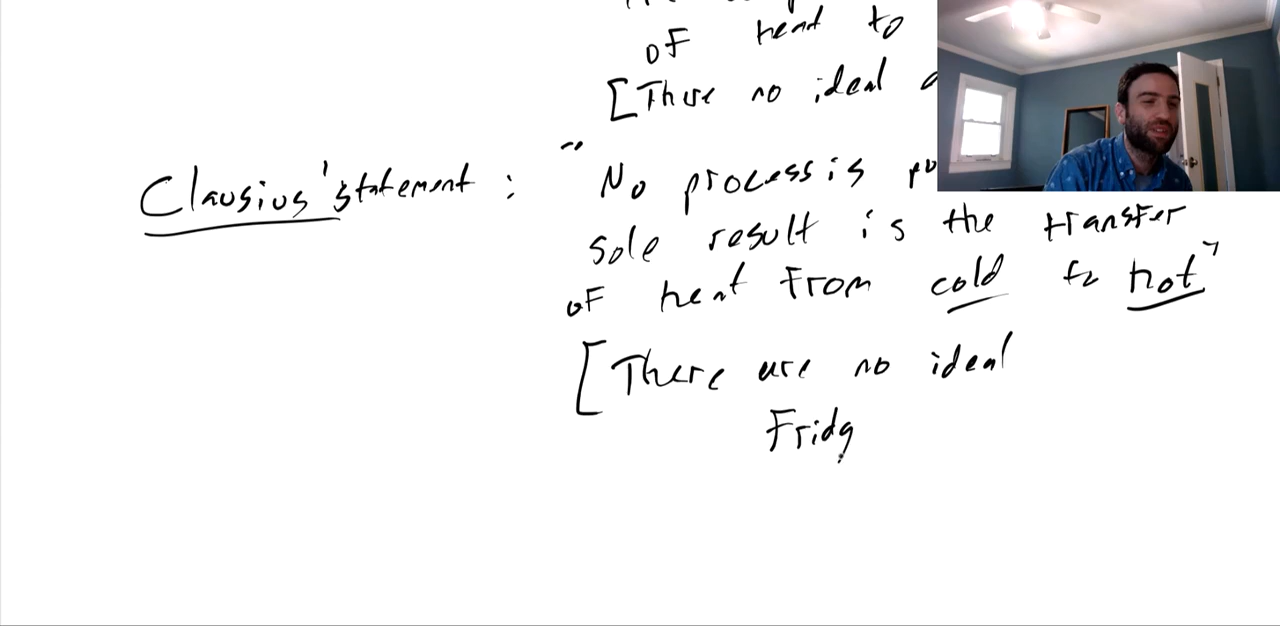 of heat to
[There no ideal
Clausius' statement : "No process is
sole result is the transfer
of heat from cold to hot"
[There are no ideal
Fridg